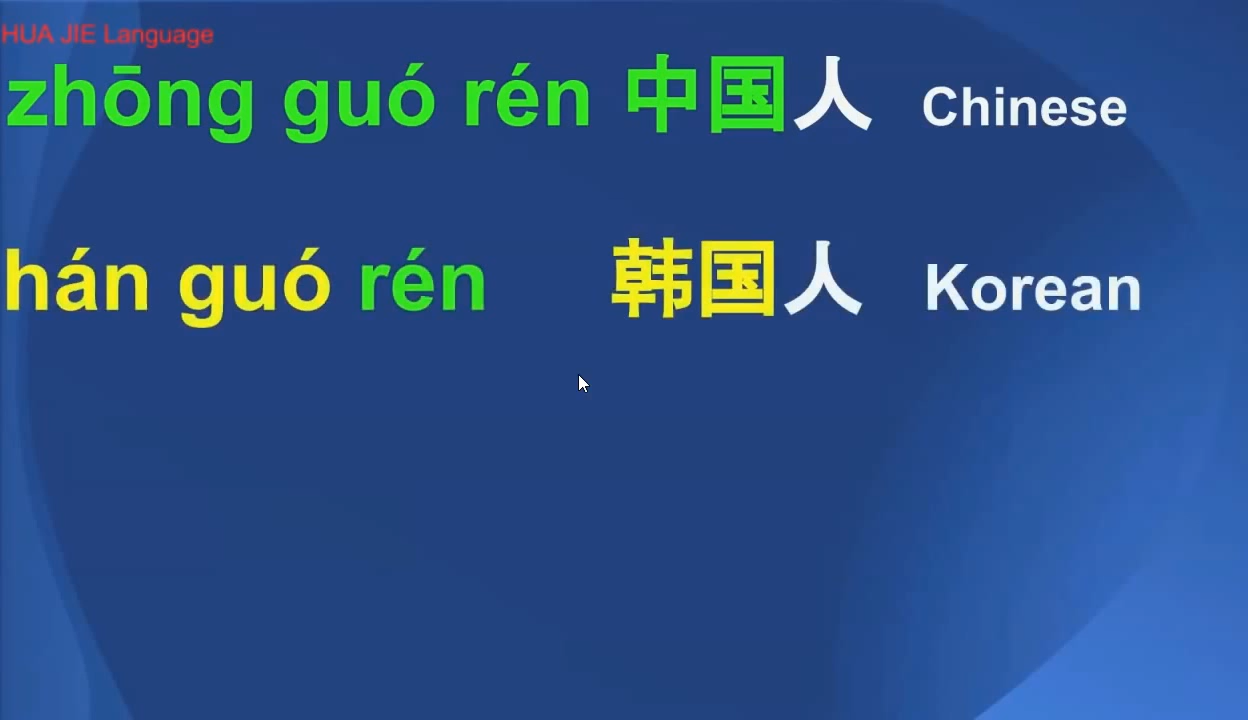 HUA JIE Language
zhōng guó rén 中国人 Chinese
hán guó rén 韩国人 Korean